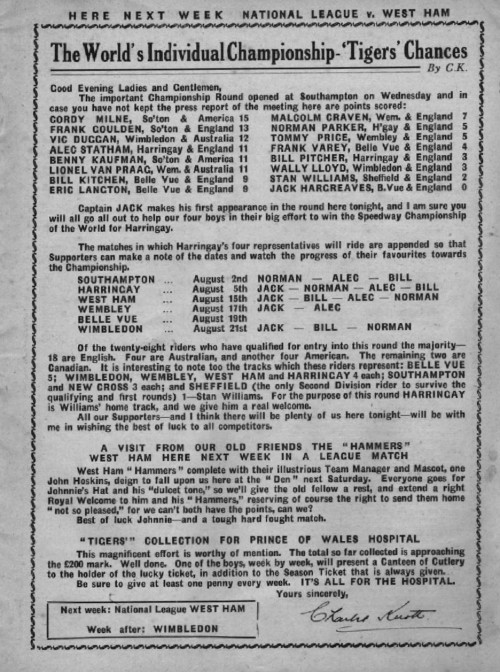 HERE NEXT WEEK NATIONAL LEAGUE v. WEST HAM
The World's Individual Championship-'Tigers' Chances
By C.K.
Good Evening Ladies and Gentlemen,
The important Championship Round opened at Southampton on Wednesday and in
case you have not kept the press report of the meeting here are points scored:
CORDY MILNE, So'ton & America 15 MALCOLM CRAVEN, Wem. & England 7
FRANK GOULDEN, So'ton & England 13 NORMAN PARKER, H'gay & England 5
VIC DUGGAN, Wimbledon & Australia 12 TOMMY PRICE, Wembley & England 5
ALEC STATHAM, Harringay & England 11 FRANK VAREY, Belle Vue & England 4
BENNY KAUFMAN, So'ton & America 11 BILL PITCHER, Harringay & England 3
LIONEL VAN PRAAG, Wem. & Australia 11 WALLY LLOYD, Wimbledon & England 3
BILL KITCHEN, Belle Vue & England 9 STAN WILLIAMS, Sheffield & England 2
ERIC LANGTON, Belle Vue & England 9 JACK HARGREAVES, B.Vue & England 0
Captain JACK makes his first appearance in the round here tonight, and I am sure you
will all go all out to help our four boys in their big effort to win the Speedway Championship
of the World for Harringay.
The matches in which Harringay's four representatives will ride are appended so that
Supporters can make a note of the dates and watch the progress of their favourites towards
the Championship.
SOUTHAMPTON ... August 2nd NORMAN — ALEC — BILL
HARRINGAY ... August 5th JACK — NORMAN — ALEC — BILL
WEST HAM ... August 15th JACK — BILL — ALEC — NORMAN
WEMBLEY ... August 17th JACK — ALEC
BELLE VUE ... August 19th
WIMBLEDON ... August 21st JACK — BILL — NORMAN
Of the twenty-eight riders who have qualified for entry into this round the majority—
18 are English. Four are Australian, and another four American. The remaining two are
Canadian. It is interesting to note too the tracks which these riders represent: BELLE VUE
5; WIMBLEDON, WEMBLEY, WEST HAM and HARRINGAY 4 each; SOUTHAMPTON
and NEW CROSS 3 each; and SHEFFIELD (the only Second Division rider to survive the
qualifying and first rounds) 1—Stan Williams. For the purpose of this round HARRINGAY
is Williams' home track, and we give him a real welcome.
All our Supporters—and I think there will be plenty of us here tonight—will be with
me in wishing the best of luck to all competitors.
A VISIT FROM OUR OLD FRIENDS THE "HAMMERS"
WEST HAM HERE NEXT WEEK IN A LEAGUE MATCH
West Ham "Hammers" complete with their illustrious Team Manager and Mascot, one
John Hoskins, deign to fall upon us here at the "Den" next Saturday. Everyone goes for
Johnnie's Hat and his "dulcet tone," so we'll give the old fellow a rest, and extend a right
Royal Welcome to him and his "Hammers," reserving of course the right to send them home
"not so pleased," for we can't both have the points, can we?
Best of luck Johnnie—and a tough hard fought match.
"TIGERS'" COLLECTION FOR PRINCE OF WALES HOSPITAL
This magnificent effort is worthy of mention. The total so far collected is approaching
the £200 mark. Well done. One of the boys, week by week, will present a Canteen of Cutlery
to the holder of the lucky ticket, in addition to the Season Ticket that is always given.
Be sure to give at least one penny every week. IT'S ALL FOR THE HOSPITAL.
Yours sincerely,
Charles Knott
Next week: National League WEST HAM
Week after: WIMBLEDON